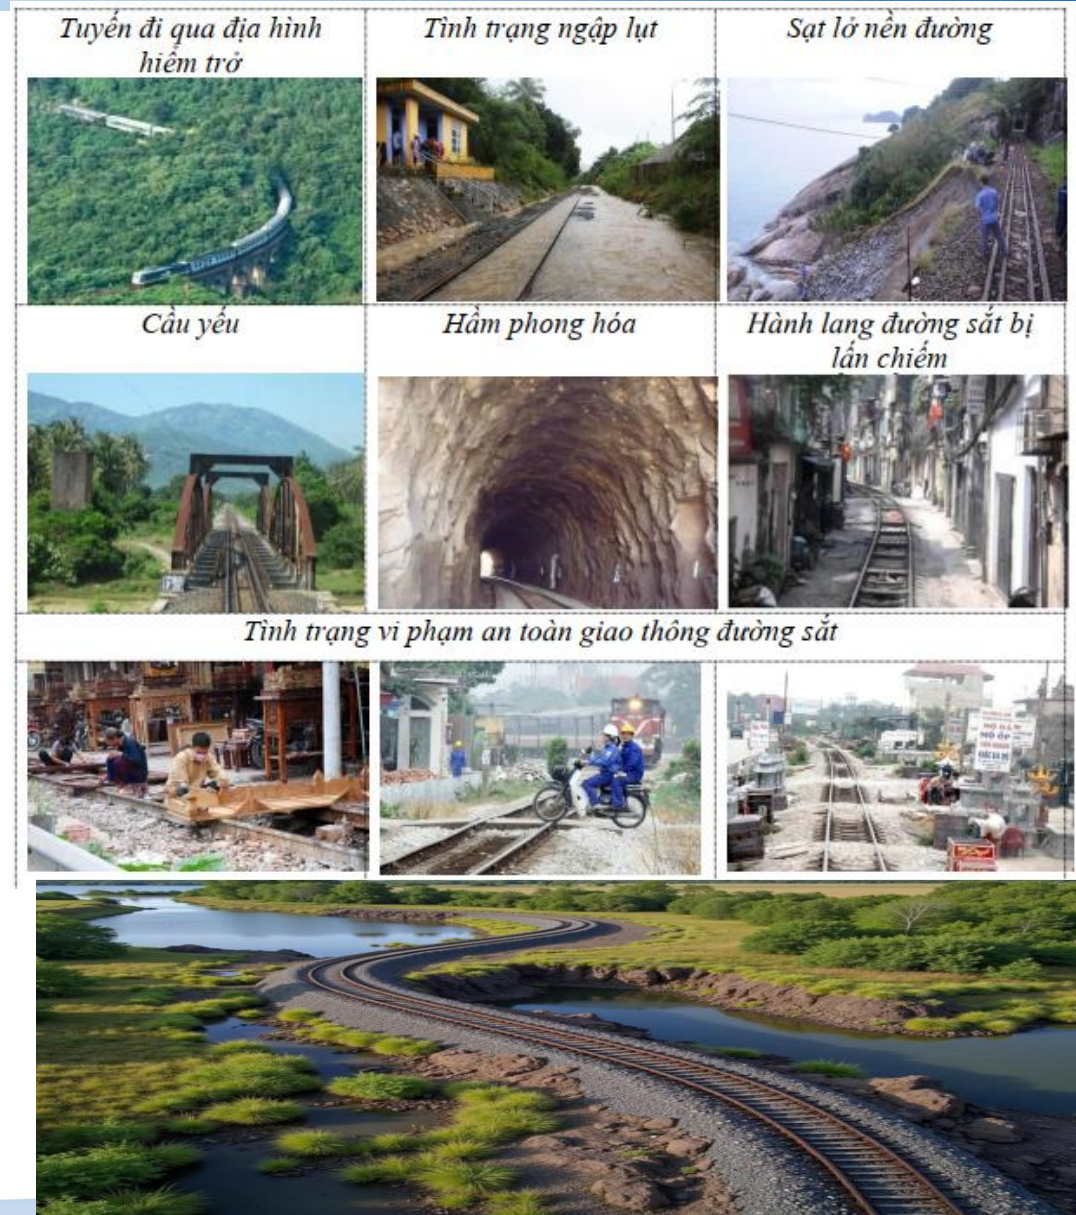 Tuyến đi qua địa hình
hiểm trở
Tình trạng ngập lụt
Sạt lở nền đường
Cầu yếu
Hầm phong hóa
Hành lang đường sắt bị
lấn chiếm
Tình trạng vi phạm an toàn giao thông đường sắt